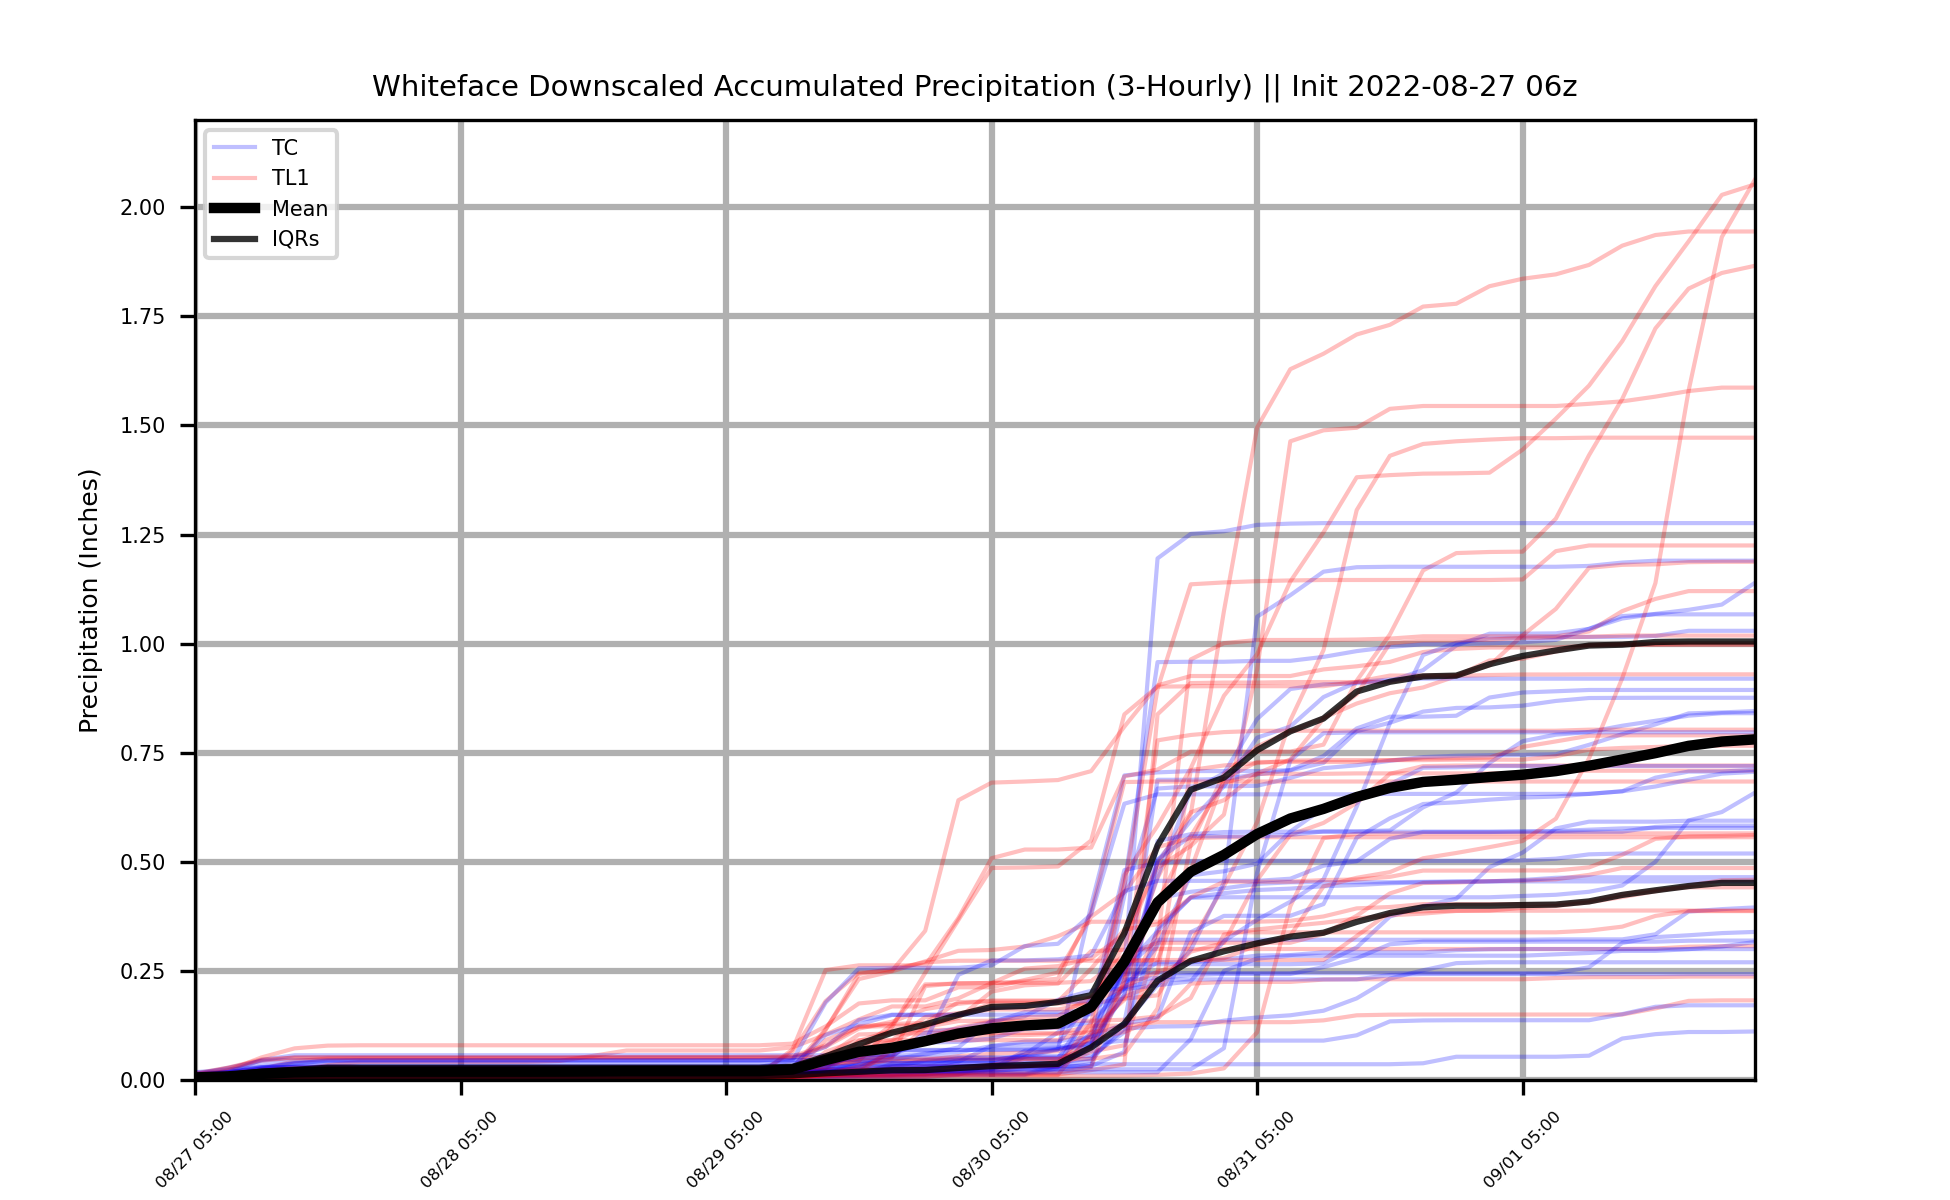 Whiteface Downscaled Accumulated Precipitation (3-Hourly) || Init 2022-08-27 06z
TC
TL1
Mean
IQRs
Precipitation (Inches)
2.00
1.75
1.50
1.25
1.00
0.75
0.50
0.25
0.00
08/27 05:00
08/28 05:00
08/29 05:00
08/30 05:00
08/31 05:00
09/01 05:00